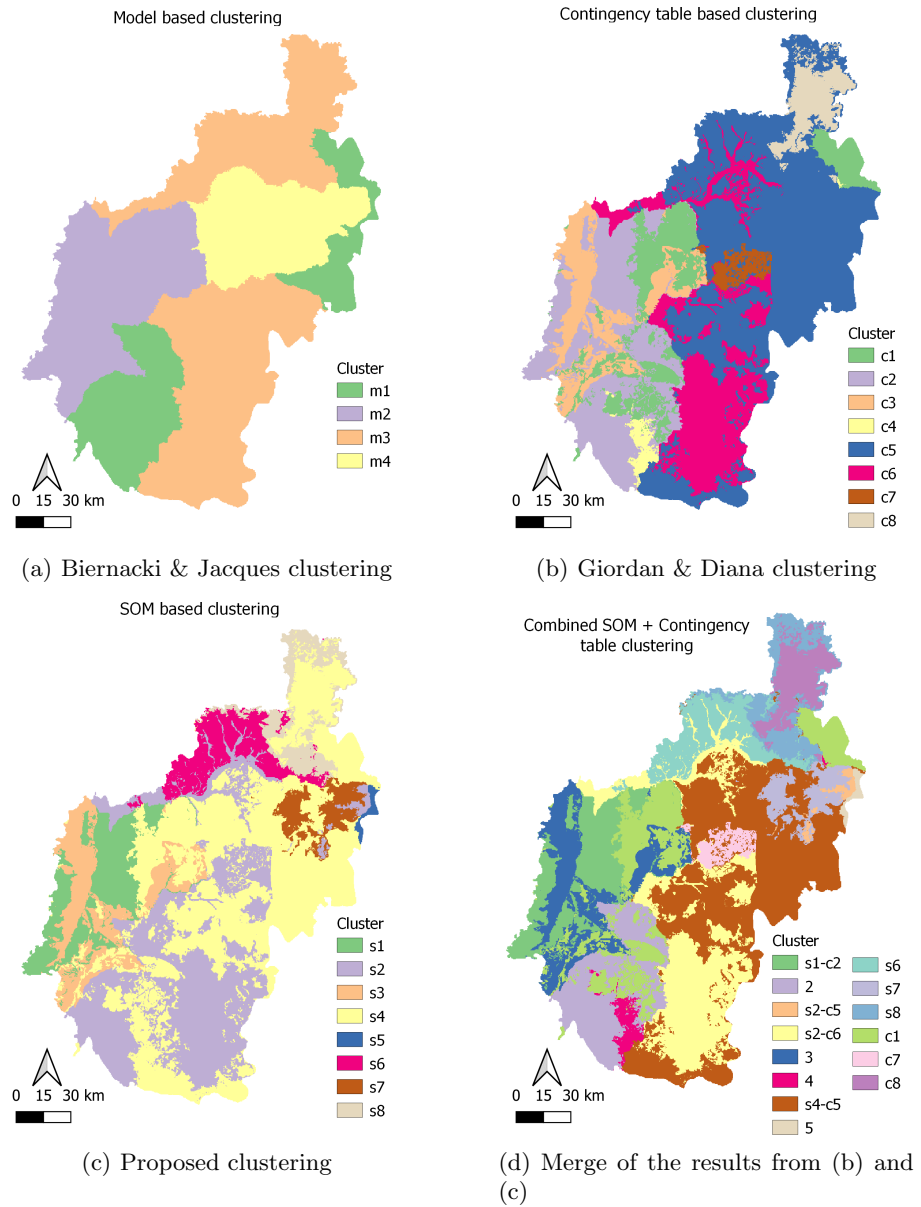 Model based clustering
Cluster
m1
m2
m3
m4
0 15 30 km
(a) Biernacki & Jacques clustering
Contingency table based clustering
Cluster
c1
c2
c3
c4
c5
c6
c7
c8
0 15 30 km
(b) Giordan & Diana clustering
SOM based clustering
Cluster
s1
s2
s3
s4
s5
s6
s7
s8
0 15 30 km
(c) Proposed clustering
Combined SOM + Contingency
table clustering
Cluster
s1-c2
2
s2-c5
s2-c6
3
4
s4-c5
5
s6
s7
s8
c1
c7
c8
0 15 30 km
(d) Merge of the results from (b) and
(c)